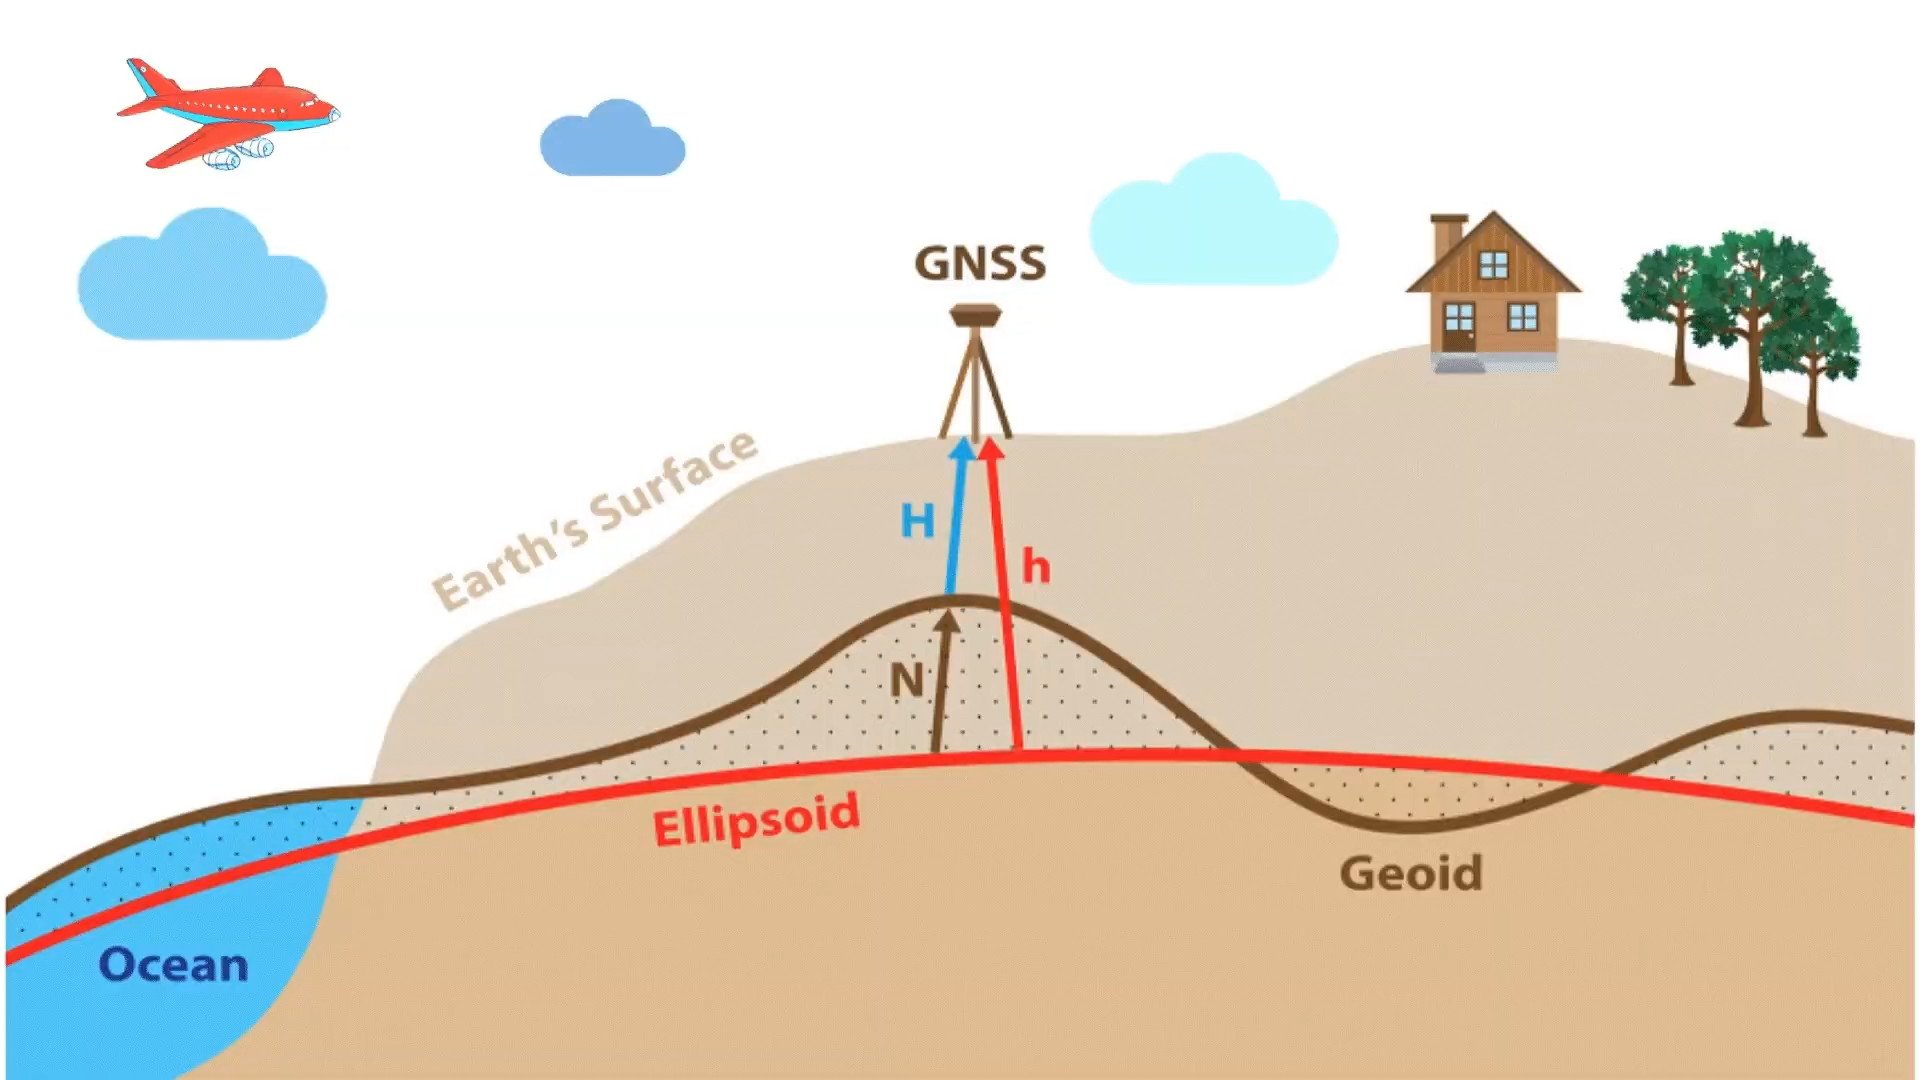 GNSS
Earth's Surface
H
h
N
Ellipsoid
Geoid
Ocean